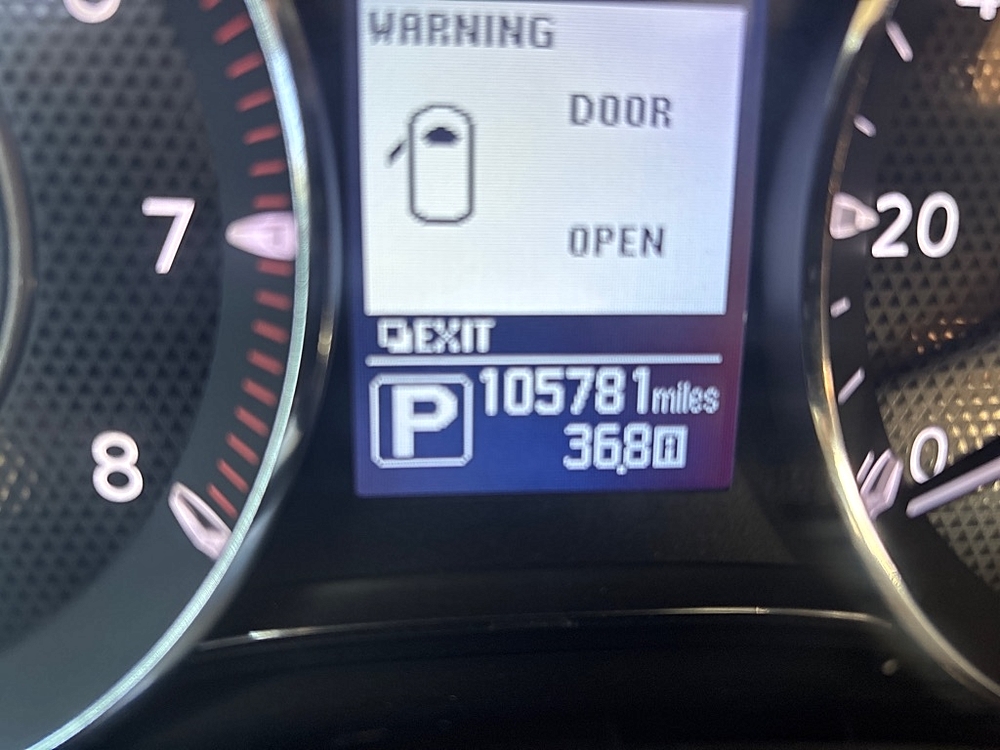 WARNING
DOOR
OPEN
EXIT
P 105781 miles
36.8
7
8
20
0